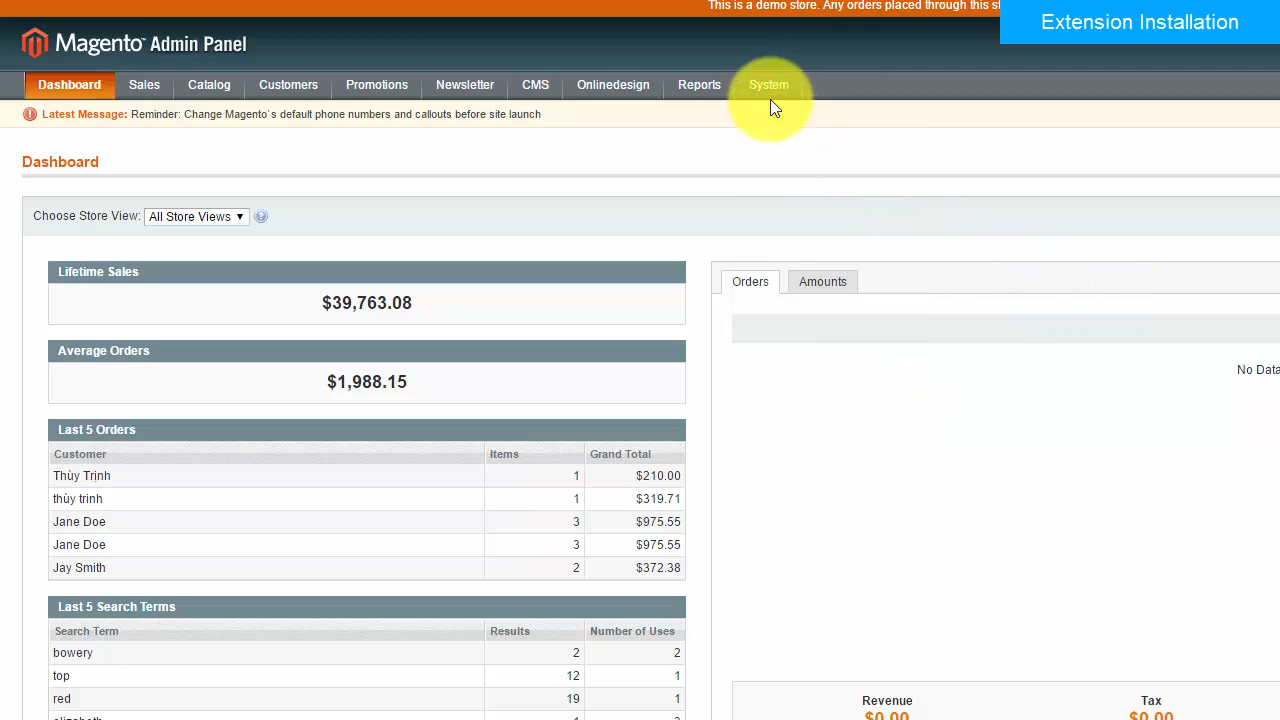 This is a demo store. Any orders placed through this
Extension Installation
Magento Admin Panel
Dashboard Sales Catalog Customers Promotions Newsletter CMS Onlinedesign Reports System
Latest Message: Reminder: Change Magento`s default phone numbers and callouts before site launch
Dashboard
Choose Store View: All Store Views ▼ ?
Lifetime Sales
$39,763.08
Orders Amounts
Average Orders
$1,988.15
No Data
Last 5 Orders
Customer Items Grand Total
Thùy Trịnh 1 $210.00
thùy trinh 1 $319.71
Jane Doe 3 $975.55
Jane Doe 3 $975.55
Jay Smith 2 $372.38
Last 5 Search Terms
Search Term Results Number of Uses
bowery 2 2
top 12 1
red 19 1
Revenue Tax
$0.00 $0.00